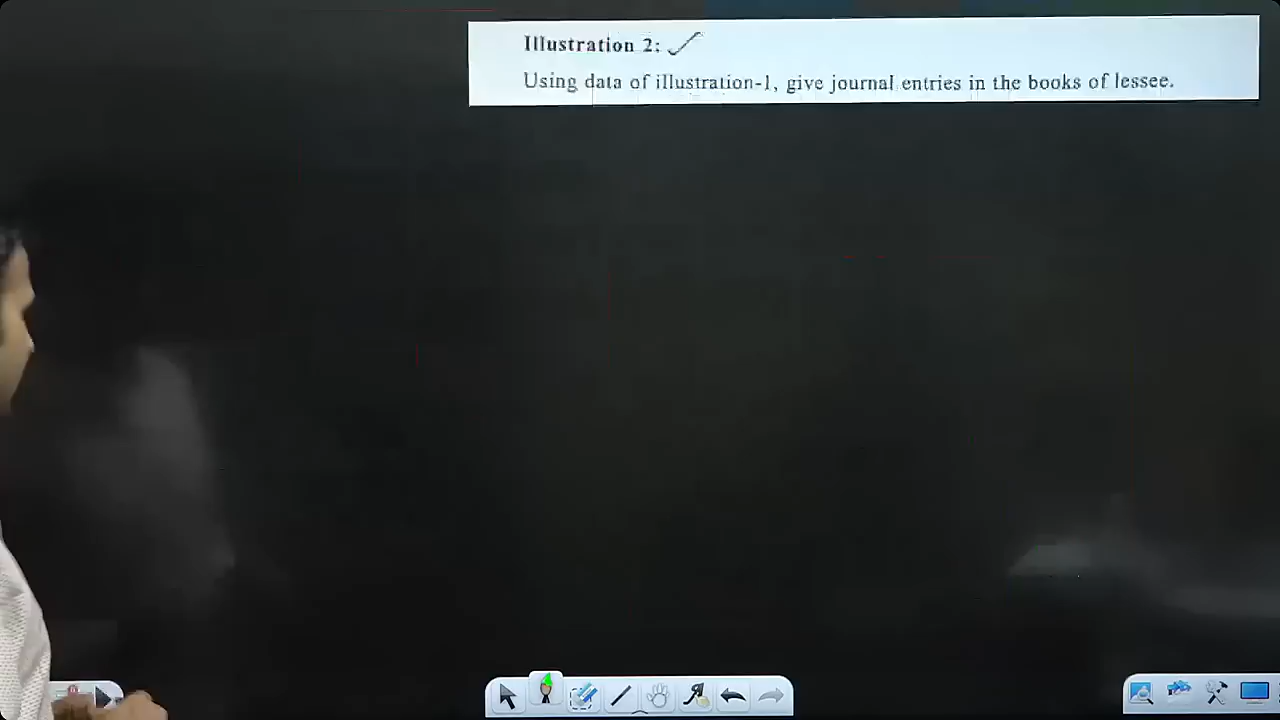 Illustration 2:
Using data of illustration-1, give journal entries in the books of lessee.